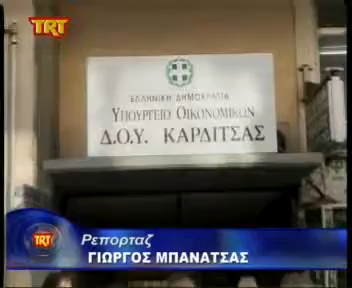 TRT
ΕΛΛΗΝΙΚΗ ΔΗΜΟΚΡΑΤΙΑ
ΥΠΟΥΡΓΕΙΟ ΟΙΚΟΝΟΜΙΚΩΝ
Δ.Ο.Υ. ΚΑΡΔΙΤΣΑΣ
TRT
Ρεπορταζ
ΓΙΩΡΓΟΣ ΜΠΑΝΑΤΣΑΣ